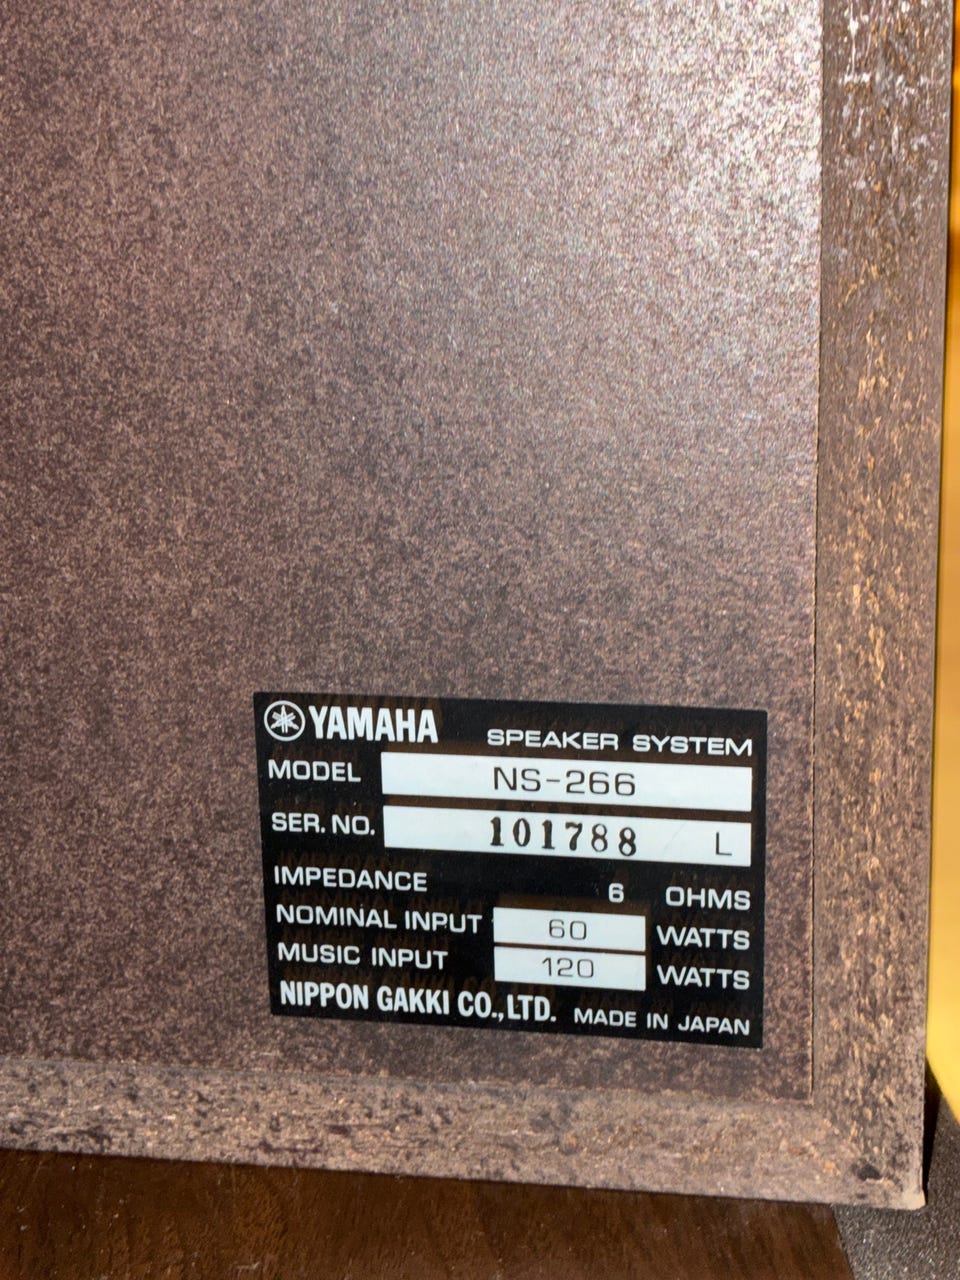 YAMAHA SPEAKER SYSTEM
MODEL NS-266
SER. NO. 101788 L
IMPEDANCE 6 OHMS
NOMINAL INPUT 60 WATTS
MUSIC INPUT 120 WATTS
NIPPON GAKKI CO., LTD. MADE IN JAPAN